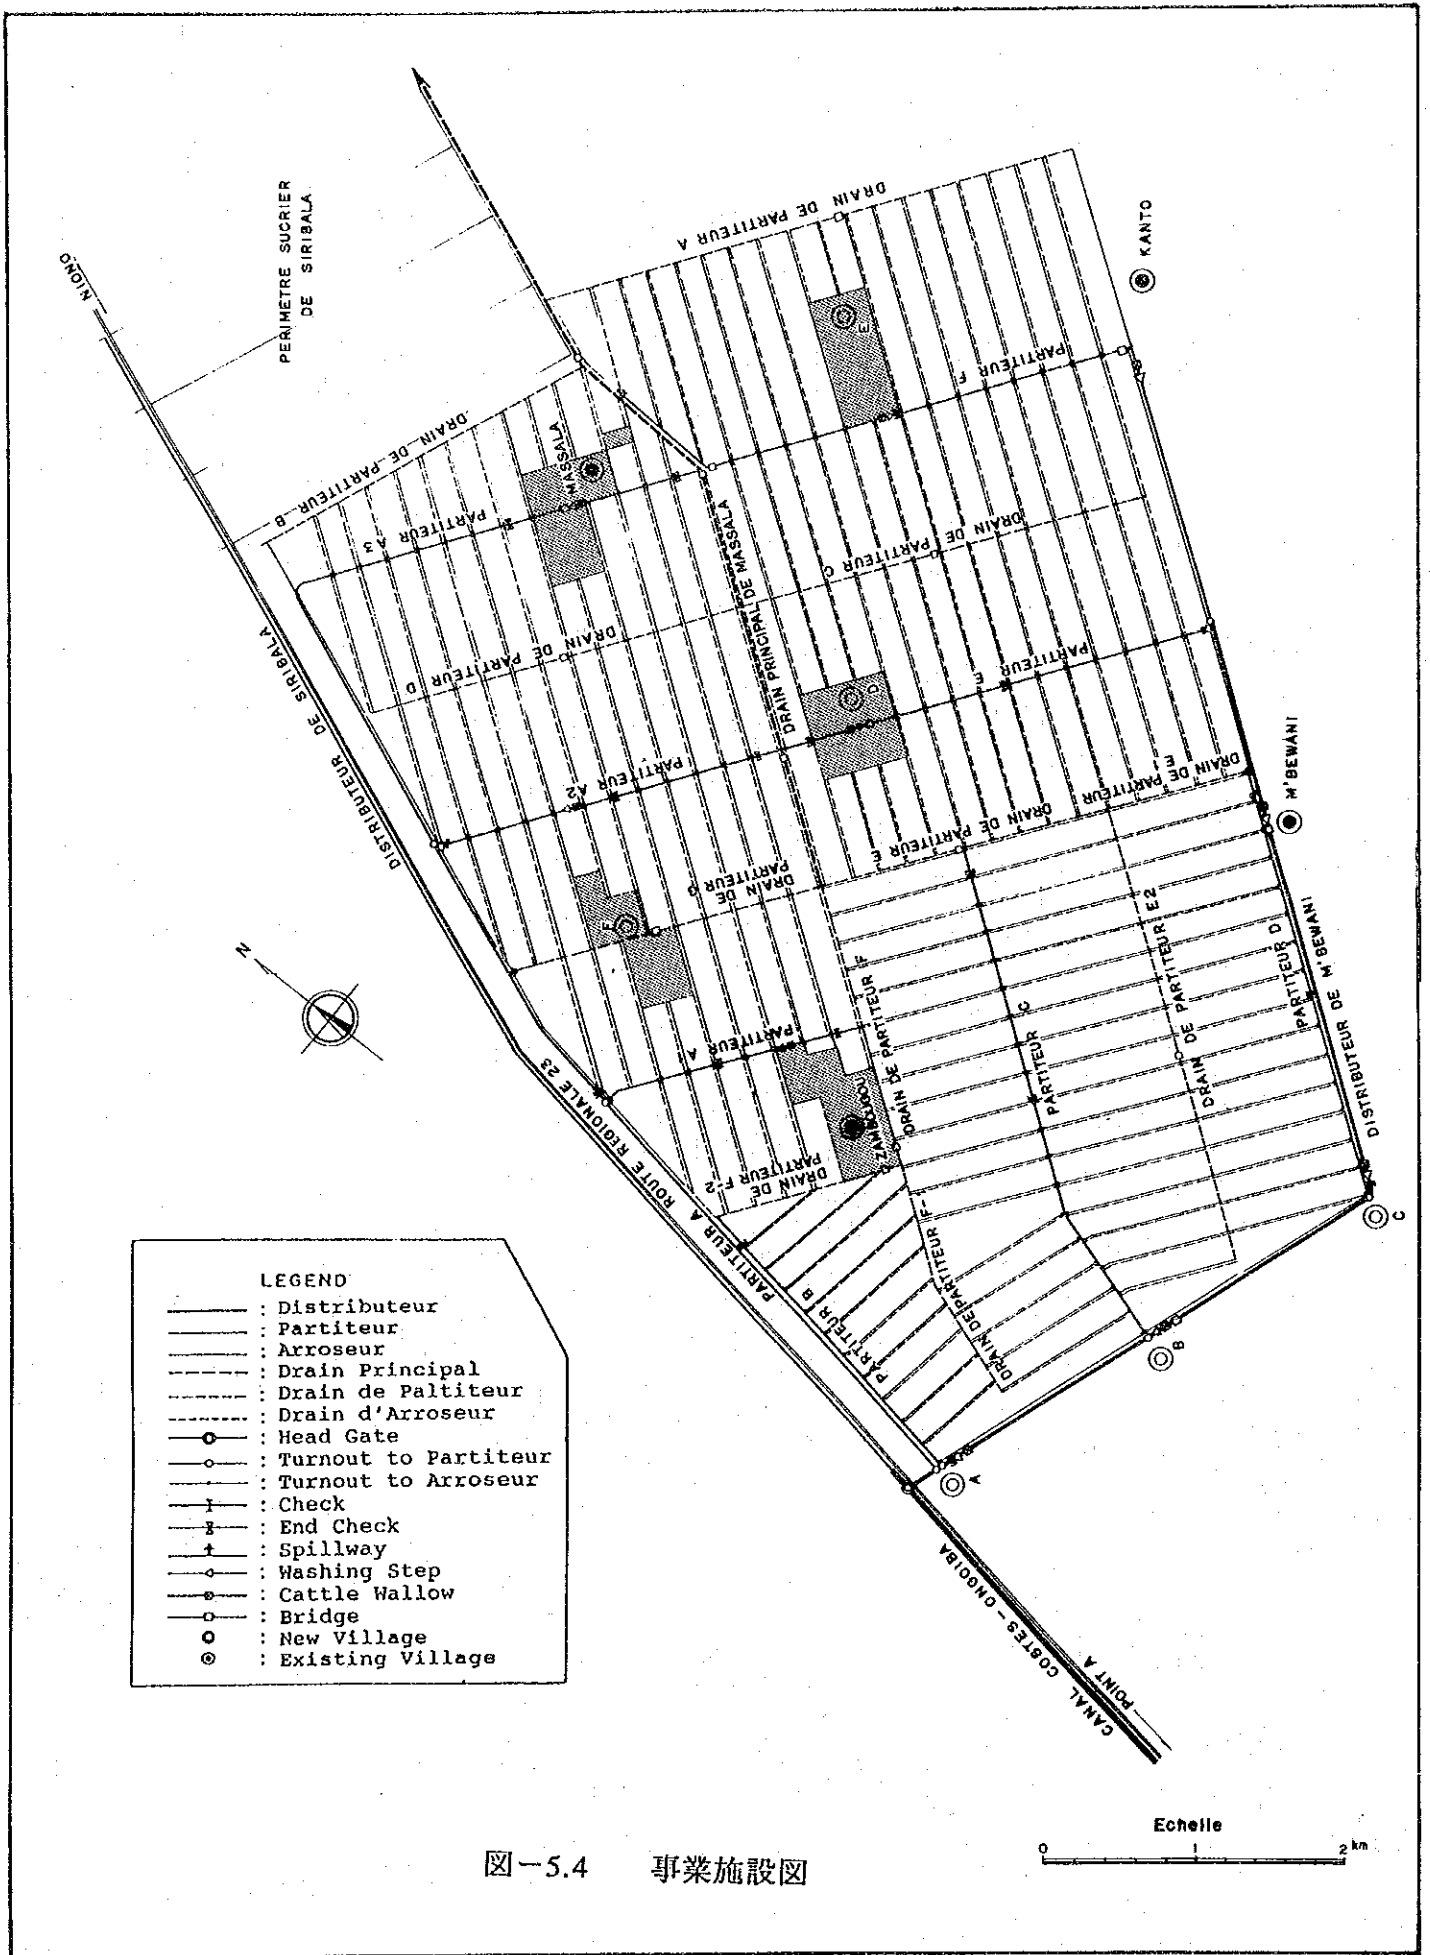 NIONO
PERIMETRE SUCRIER
DE SIRIBALA
DRAIN DE PARTITEUR A
KANTO
E
PARTITEUR F
DRAIN DE PARTITEUR B
MASSALA
PARTITEUR A3
DRAIN PRINCIPAL DE MASSALA
DRAIN DE PARTITEUR C
DRAIN DE PARTITEUR D
DISTRIBUTEUR DE SIRIBALA
D
PARTITEUR E
PARTITEUR A2
M'BEWANI
DRAIN DE PARTITEUR E
DRAIN DE PARTITEUR E
DRAIN DE
PARTITEUR G
F
N
PARTITEUR A1
DRAIN DE PARTITEUR F
PARTITEUR C
DRAIN DE PARTITEUR E2
PARTITEUR D
DISTRIBUTEUR DE M'BEWANI
ROUTE REGIONALE 23
DRAIN DE
PARTITEUR F-2
DRAIN DE PARTITEUR F-1
PARTITEUR A
PARTITEUR B
C
B
A
CANAL COSTES-ONGOIBA
POINT A
LEGEND
: Distributeur
: Partiteur
: Arroseur
: Drain Principal
: Drain de Paltiteur
: Drain d'Arroseur
: Head Gate
: Turnout to Partiteur
: Turnout to Arroseur
: Check
: End Check
: Spillway
: Washing Step
: Cattle Wallow
: Bridge
: New Village
: Existing Village
Echelle
0 1 2 km
図-5.4 事業施設図